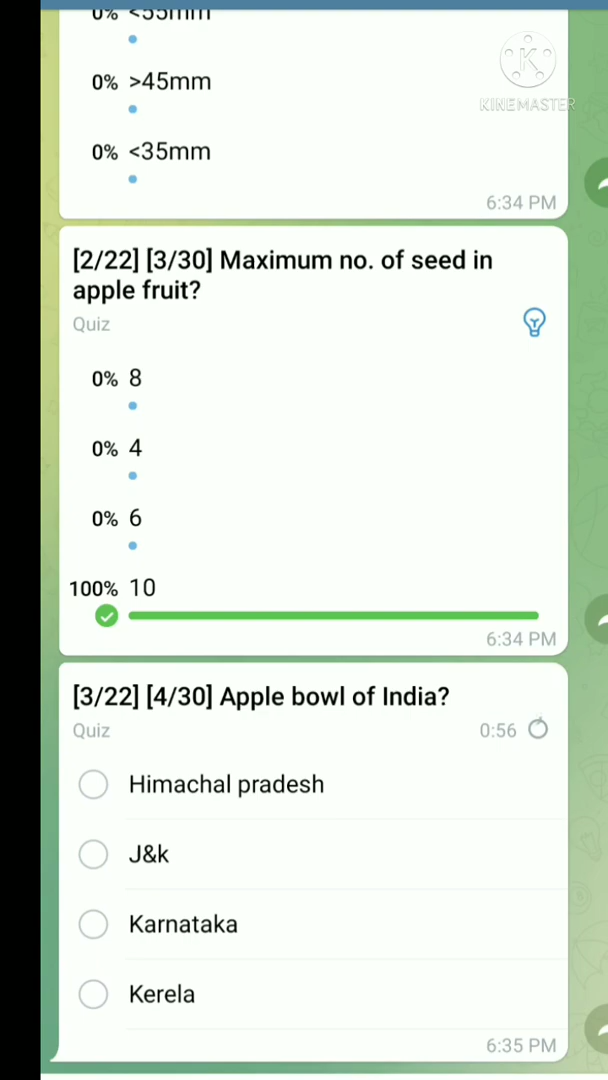 0% <55mm
0% >45mm
KINEMASTER
0% <35mm
6:34 PM
[2/22] [3/30] Maximum no. of seed in
apple fruit?
Quiz
0% 8
0% 4
0% 6
100% 10
6:34 PM
[3/22] [4/30] Apple bowl of India?
Quiz
0:56
Himachal pradesh
J&k
Karnataka
Kerela
6:35 PM